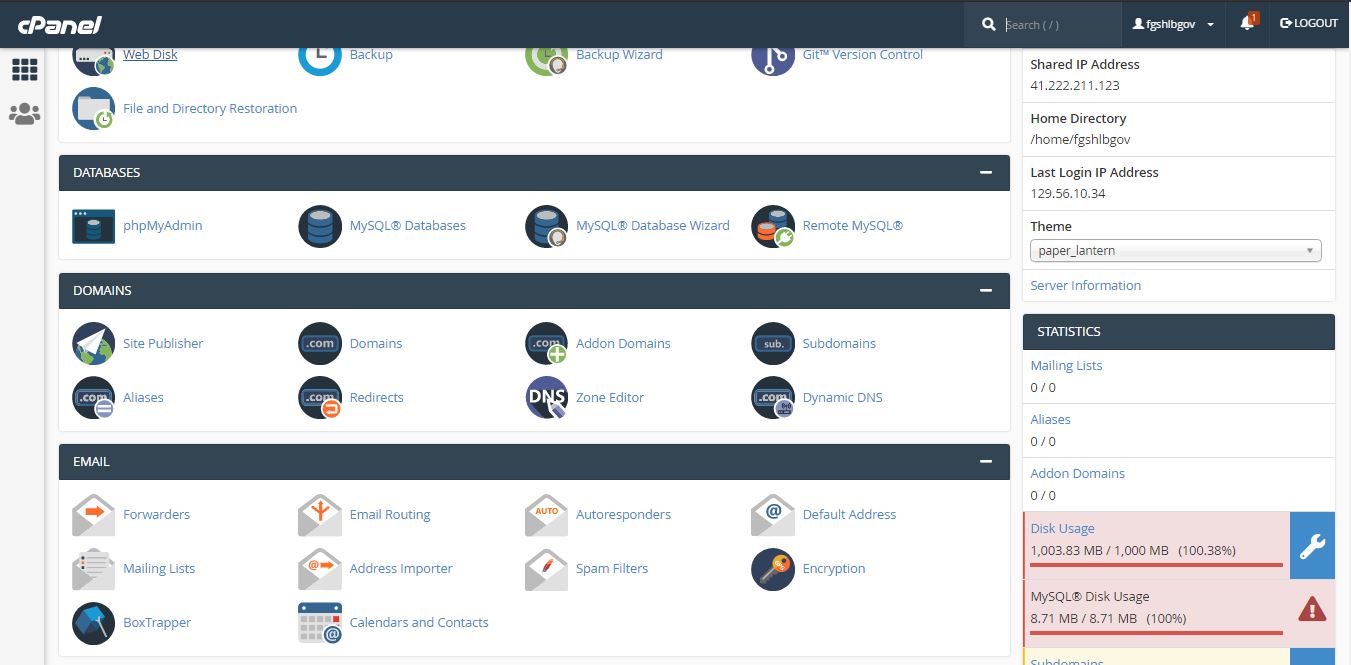 cPanel
Search ( / )
fgshlbgov
1
LOGOUT
Web Disk
Backup
Backup Wizard
Git™ Version Control
File and Directory Restoration
DATABASES
phpMyAdmin
MySQL® Databases
MySQL® Database Wizard
Remote MySQL®
DOMAINS
Site Publisher
.com
Domains
.com
Addon Domains
sub.
Subdomains
.com
Aliases
.com
Redirects
DNS
Zone Editor
.com
Dynamic DNS
EMAIL
Forwarders
Email Routing
AUTO
Autoresponders
@
Default Address
Mailing Lists
@
Address Importer
Spam Filters
Encryption
BoxTrapper
@
Calendars and Contacts
Shared IP Address
41.222.211.123
Home Directory
/home/fgshlbgov
Last Login IP Address
129.56.10.34
Theme
paper_lantern
Server Information
STATISTICS
Mailing Lists
0 / 0
Aliases
0 / 0
Addon Domains
0 / 0
Disk Usage
1,003.83 MB / 1,000 MB (100.38%)
MySQL® Disk Usage
8.71 MB / 8.71 MB (100%)
Subdomains